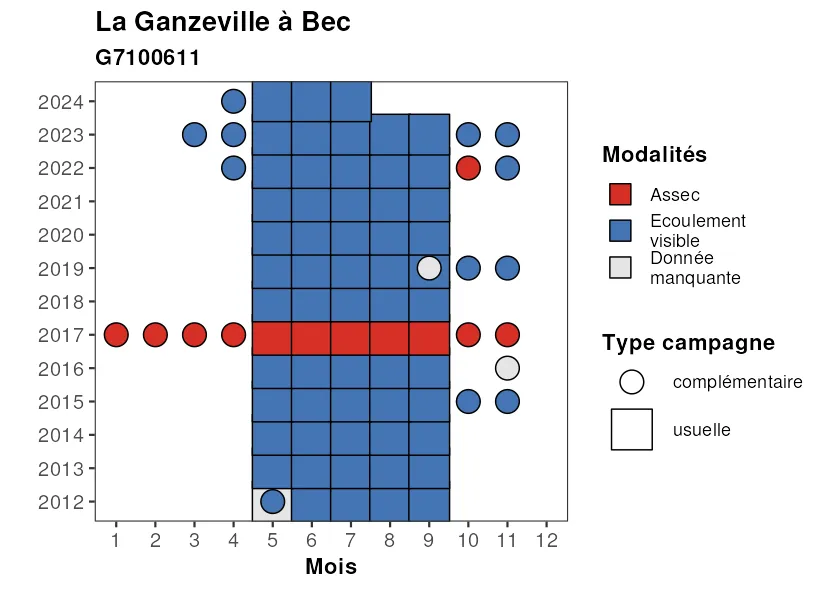 La Ganzeville à Bec
G7100611
2024
2023
2022
2021
2020
2019
2018
2017
2016
2015
2014
2013
2012
1 2 3 4 5 6 7 8 9 10 11 12
Mois
Modalités
Assec
Ecoulement
visible
Donnée
manquante
Type campagne
complémentaire
usuelle